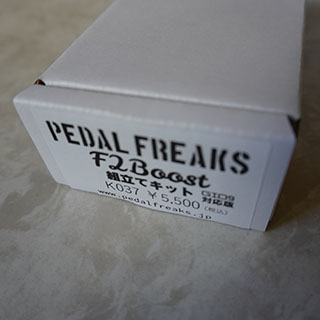 PEDAL FREAKS
F2Boost
組立てキット GID9
対応版
K037 ¥5,500 (税込)
www.pedalfreaks.jp